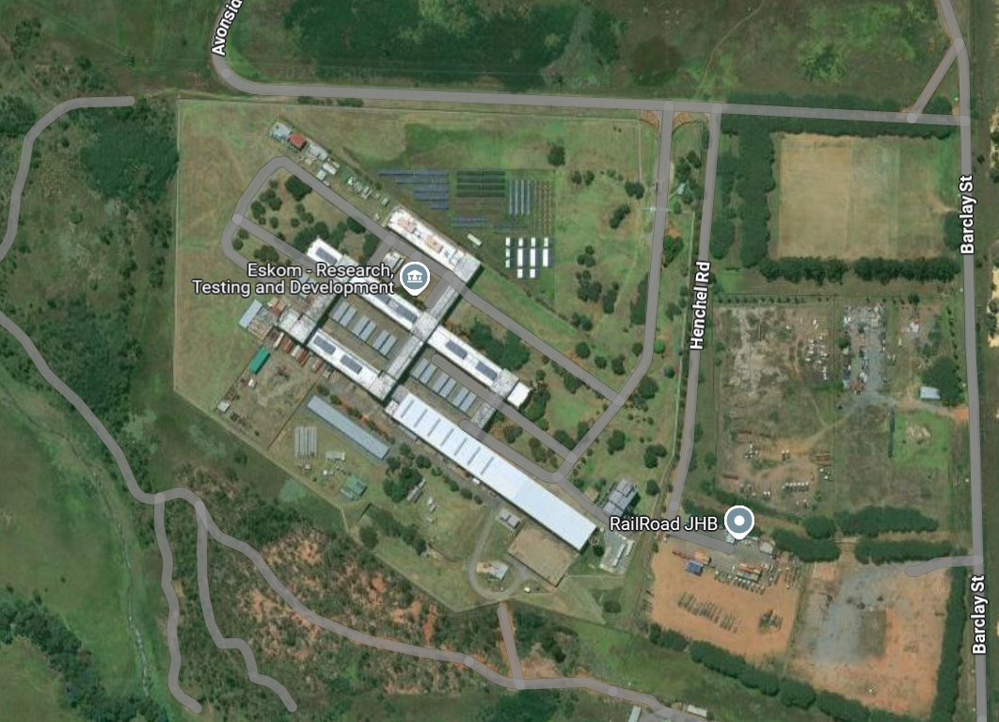 Avonsid
Barclay St
Eskom - Research,
Testing and Development
Henchel Rd
RailRoad JHB
Barclay St